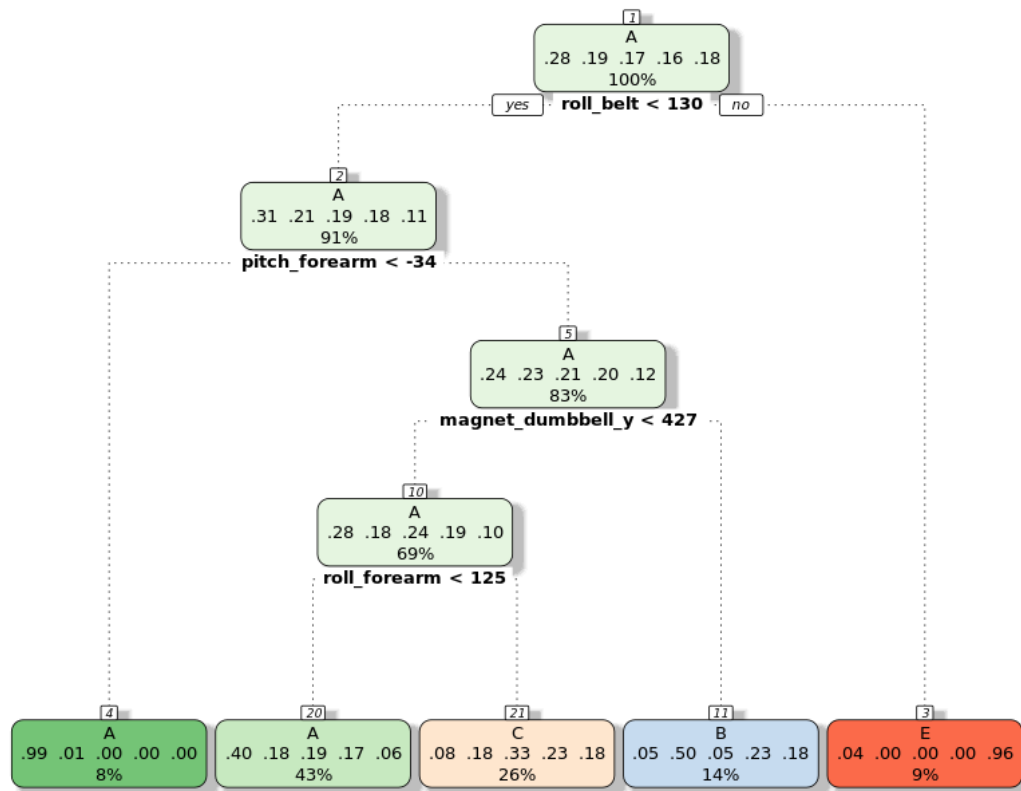 1
A
.28 .19 .17 .16 .18
100%
yes roll_belt < 130 no
2
A
.31 .21 .19 .18 .11
91%
pitch_forearm < -34
5
A
.24 .23 .21 .20 .12
83%
magnet_dumbbell_y < 427
10
A
.28 .18 .24 .19 .10
69%
roll_forearm < 125
4
A
.99 .01 .00 .00 .00
8%
20
A
.40 .18 .19 .17 .06
43%
21
C
.08 .18 .33 .23 .18
26%
11
B
.05 .50 .05 .23 .18
14%
3
E
.04 .00 .00 .00 .96
9%